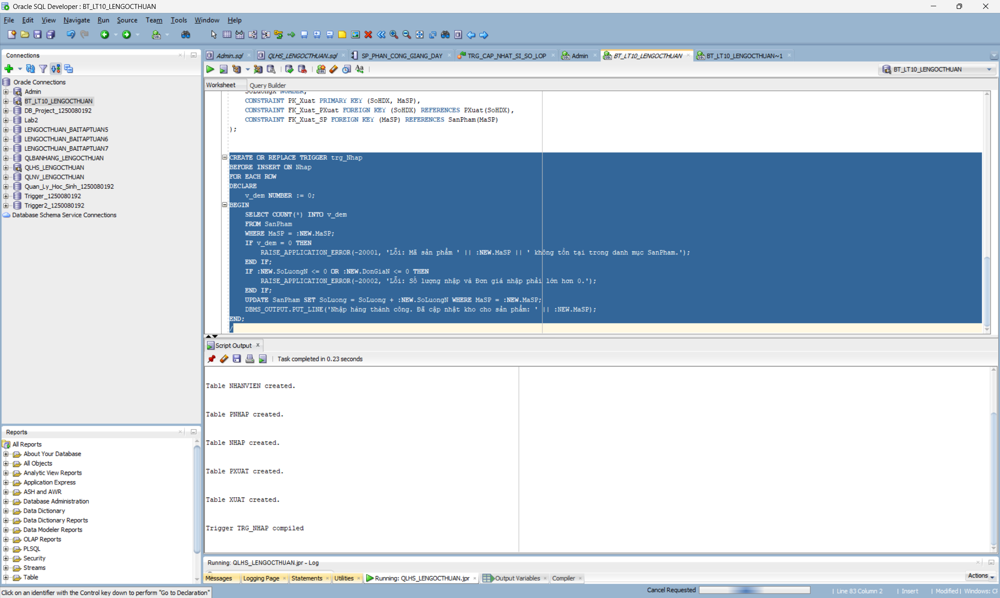 Oracle SQL Developer : BT_LT10_LENGOCTHUAN
File Edit View Navigate Run Source Team Tools Window Help
Connections
Admin.sql
QLHS_LENGOCTHUAN.sql
SP_PHAN_CONG_GIANG_DAY
TRG_CAP_NHAT_SI_SO_LOP
Admin
BT_LT10_LENGOCTHUAN
BT_LT10_LENGOCTHUAN~1
BT_LT10_LENGOCTHUAN
Oracle Connections
Admin
BT_LT10_LENGOCTHUAN
DB_Project_1250080192
Lab2
LENGOCTHUAN_BAITAPTUAN5
LENGOCTHUAN_BAITAPTUAN6
LENGOCTHUAN_BAITAPTUAN7
QLBANHANG_LENGOCTHUAN
QLHS_LENGOCTHUAN
QLNV_LENGOCTHUAN
Quan_Ly_Hoc_Sinh_1250080192
Trigger_1250080192
Trigger2_1250080192
Database Schema Service Connections
Worksheet Query Builder
SoLuongX NUMBER,
CONSTRAINT PK_Xuat PRIMARY KEY (SoHDX, MaSP),
CONSTRAINT FK_Xuat_PXuat FOREIGN KEY (SoHDX) REFERENCES PXuat(SoHDX),
CONSTRAINT FK_Xuat_SP FOREIGN KEY (MaSP) REFERENCES SanPham(MaSP)
);
CREATE OR REPLACE TRIGGER trg_Nhap
BEFORE INSERT ON Nhap
FOR EACH ROW
DECLARE
v_dem NUMBER := 0;
BEGIN
SELECT COUNT(*) INTO v_dem
FROM SanPham
WHERE MaSP = :NEW.MaSP;
IF v_dem = 0 THEN
RAISE_APPLICATION_ERROR(-20001, 'Lỗi: Mã sản phẩm ' || :NEW.MaSP || ' không tồn tại trong danh mục SanPham.');
END IF;
IF :NEW.SoLuongN <= 0 OR :NEW.DonGiaN <= 0 THEN
RAISE_APPLICATION_ERROR(-20002, 'Lỗi: Số lượng nhập và Đơn giá nhập phải lớn hơn 0.');
END IF;
UPDATE SanPham SET SoLuong = SoLuong + :NEW.SoLuongN WHERE MaSP = :NEW.MaSP;
DBMS_OUTPUT.PUT_LINE('Nhập hàng thành công. Đã cập nhật kho cho sản phẩm: ' || :NEW.MaSP);
END;
/
Script Output
Task completed in 0.23 seconds
Table NHANVIEN created.
Table PNHAP created.
Table NHAP created.
Table PXUAT created.
Table XUAT created.
Trigger TRG_NHAP compiled
Reports
All Reports
About Your Database
All Objects
Analytic View Reports
Application Express
ASH and AWR
Database Administration
Data Dictionary
Data Dictionary Reports
Data Modeler Reports
OLAP Reports
PLSQL
Security
Streams
Table
Running: QLHS_LENGOCTHUAN.jpr - Log
Messages Logging Page Statements Utilities Running: QLHS_LENGOCTHUAN.jpr Output Variables Compiler Actions
Click on an identifier with the Control key down to perform "Go to Declaration"
Cancel Requested
Line 83 Column 2 | Insert | Modified | Windows: